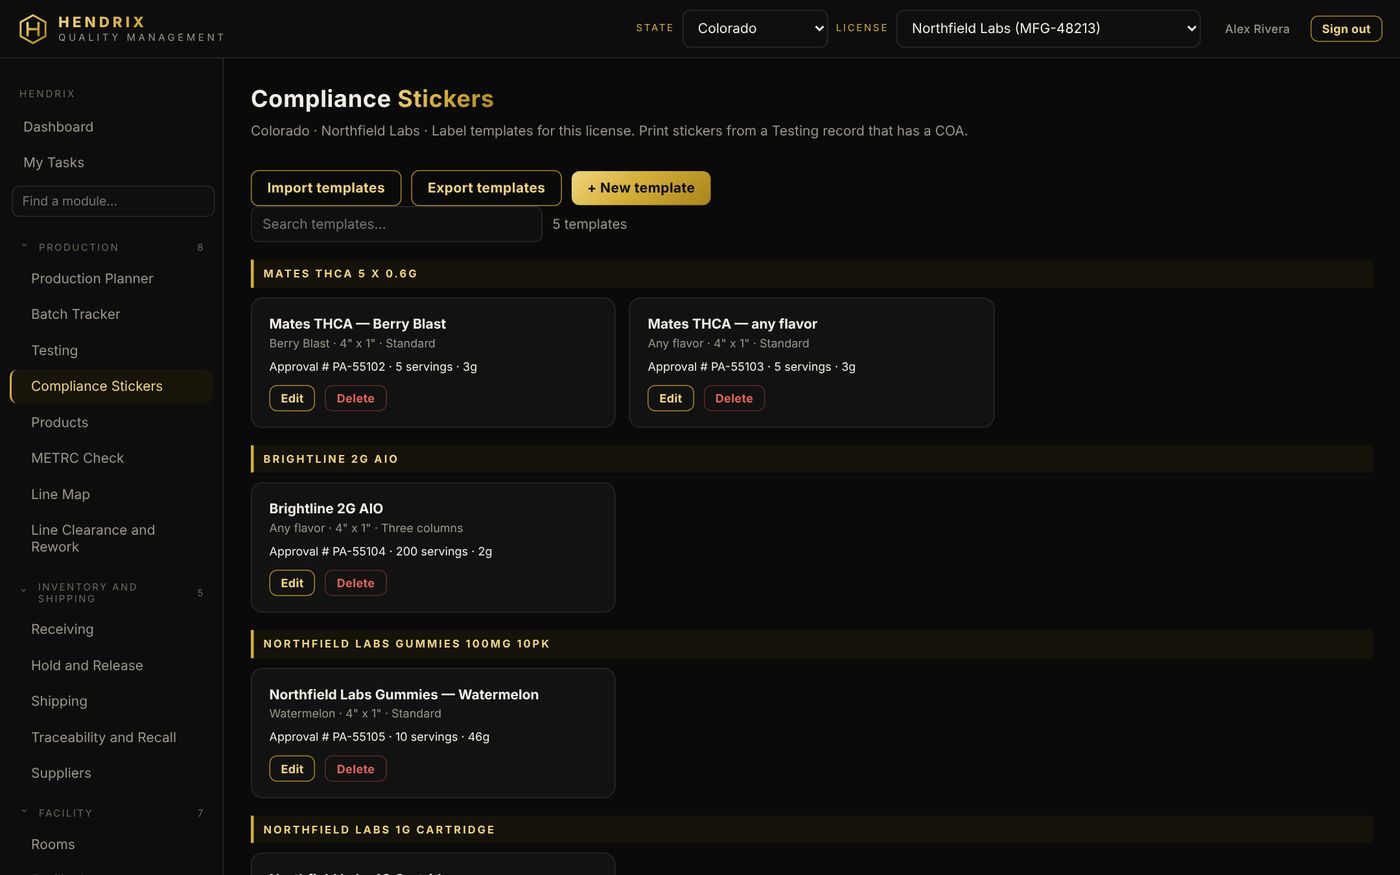 HENDRIX
QUALITY MANAGEMENT
STATE
Colorado
LICENSE
Northfield Labs (MFG-48213)
Alex Rivera
Sign out
HENDRIX
Dashboard
My Tasks
Find a module...
PRODUCTION 8
Production Planner
Batch Tracker
Testing
Compliance Stickers
Products
METRC Check
Line Map
Line Clearance and
Rework
INVENTORY AND
SHIPPING 5
Receiving
Hold and Release
Shipping
Traceability and Recall
Suppliers
FACILITY 7
Rooms
Compliance Stickers
Colorado · Northfield Labs · Label templates for this license. Print stickers from a Testing record that has a COA.
Import templates
Export templates
+ New template
Search templates...
5 templates
MATES THCA 5 X 0.6G
Mates THCA — Berry Blast
Berry Blast · 4" x 1" · Standard
Approval # PA-55102 · 5 servings · 3g
Edit
Delete
Mates THCA — any flavor
Any flavor · 4" x 1" · Standard
Approval # PA-55103 · 5 servings · 3g
Edit
Delete
BRIGHTLINE 2G AIO
Brightline 2G AIO
Any flavor · 4" x 1" · Three columns
Approval # PA-55104 · 200 servings · 2g
Edit
Delete
NORTHFIELD LABS GUMMIES 100MG 10PK
Northfield Labs Gummies — Watermelon
Watermelon · 4" x 1" · Standard
Approval # PA-55105 · 10 servings · 46g
Edit
Delete
NORTHFIELD LABS 1G CARTRIDGE